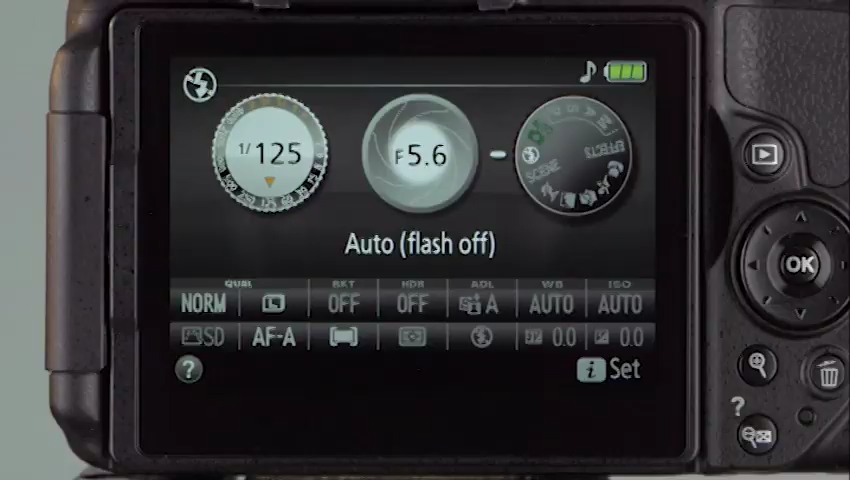 1/125
F5.6
SCENE
EFFECTS
Auto (flash off)
QUAL BKT HDR ADL WB ISO
NORM L OFF OFF A AUTO AUTO
SD AF-A 0.0 0.0
? i Set
OK
?